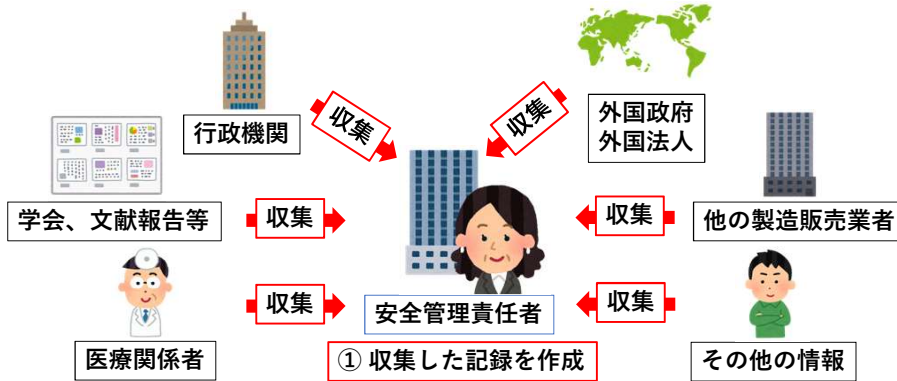 行政機関
収集
収集
外国政府
外国法人
学会、文献報告等
収集
収集
他の製造販売業者
医療関係者
収集
安全管理責任者
収集
その他の情報
① 収集した記録を作成